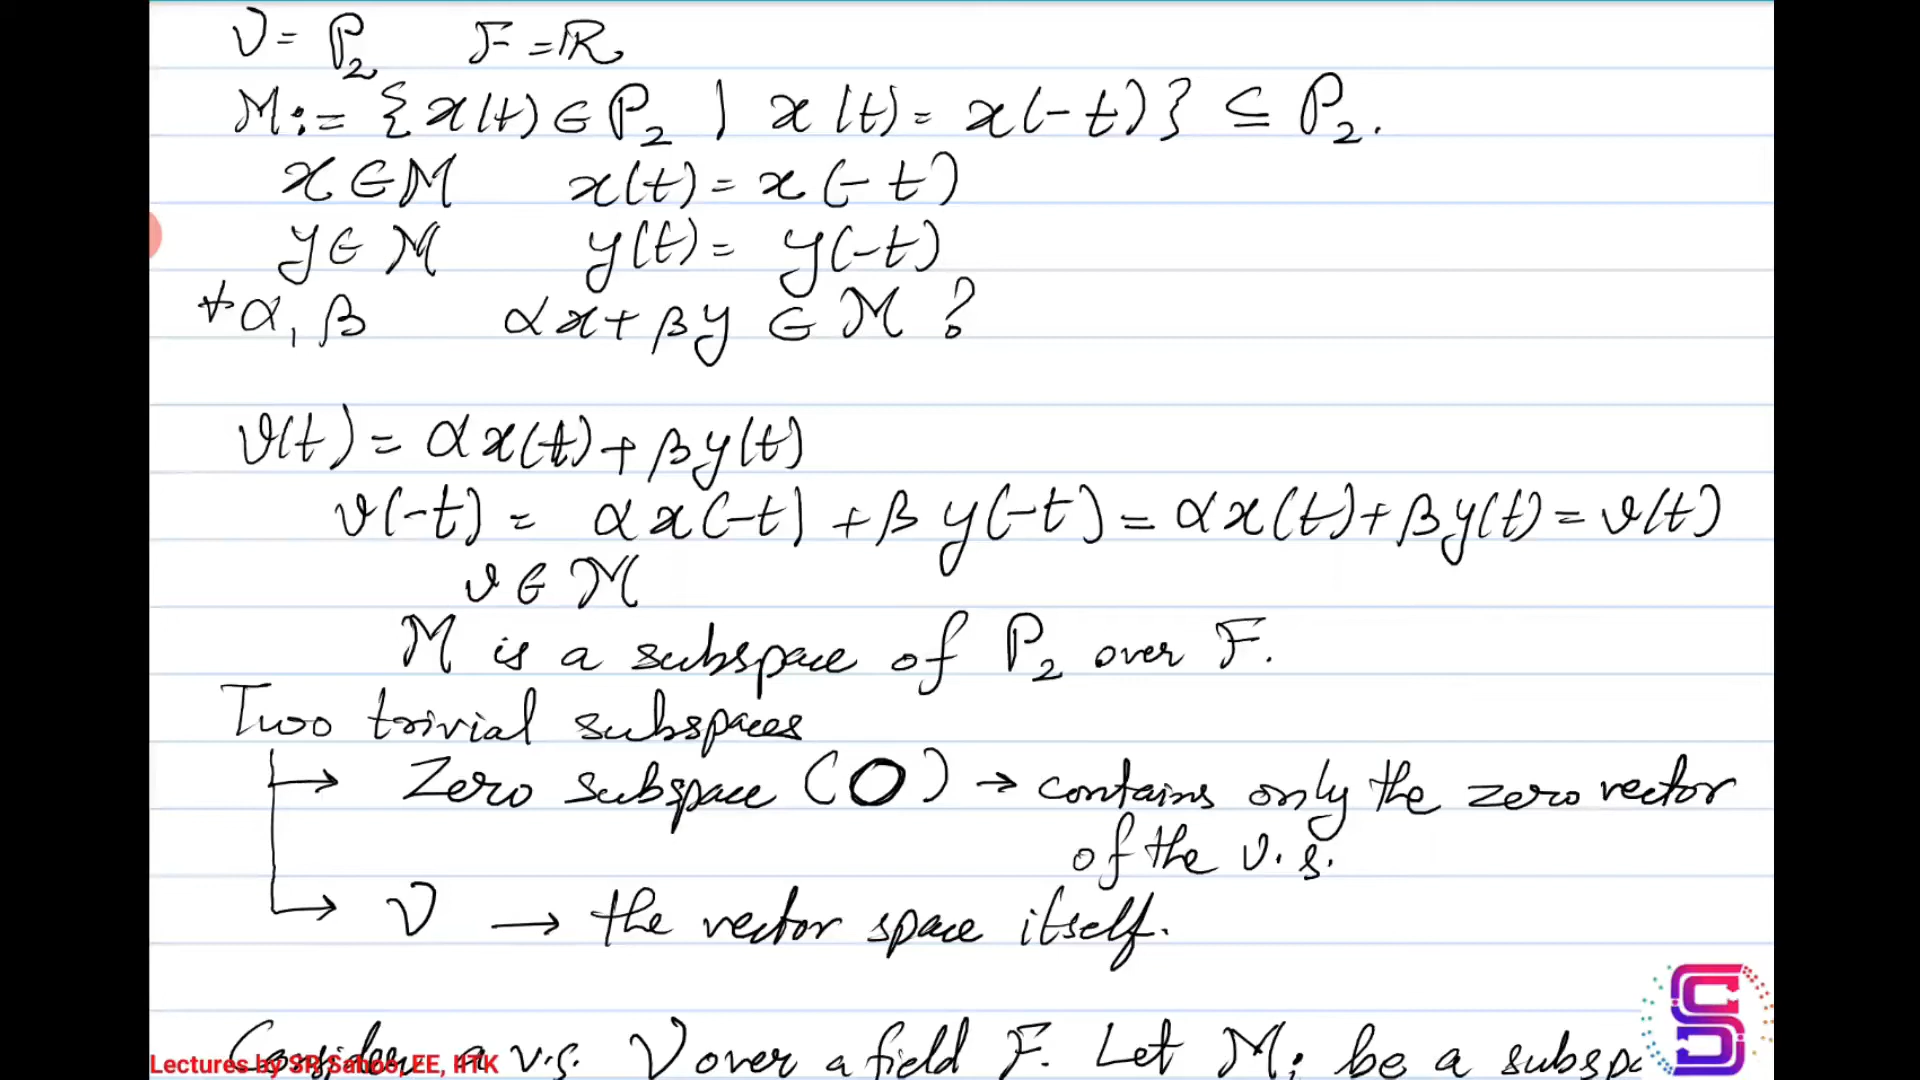 V = P₂ F = ℝ
M := {x(t) ∈ P₂ | x(t) = x(-t)} ⊆ P₂.
x ∈ M x(t) = x(-t)
y ∈ M y(t) = y(-t)
∀ α, β αx + βy ∈ M ?
v(t) = αx(t) + βy(t)
v(-t) = αx(-t) + βy(-t) = αx(t) + βy(t) = v(t)
v ∈ M
M is a subspace of P₂ over F.
Two trivial subspaces
→ Zero subspace (O) → contains only the zero vector
of the v.s.
→ V → the vector space itself.
Consider a v.s. V over a field F. Let Mᵢ be a subsp
Lectures by SR Sahoo, EE, IITK